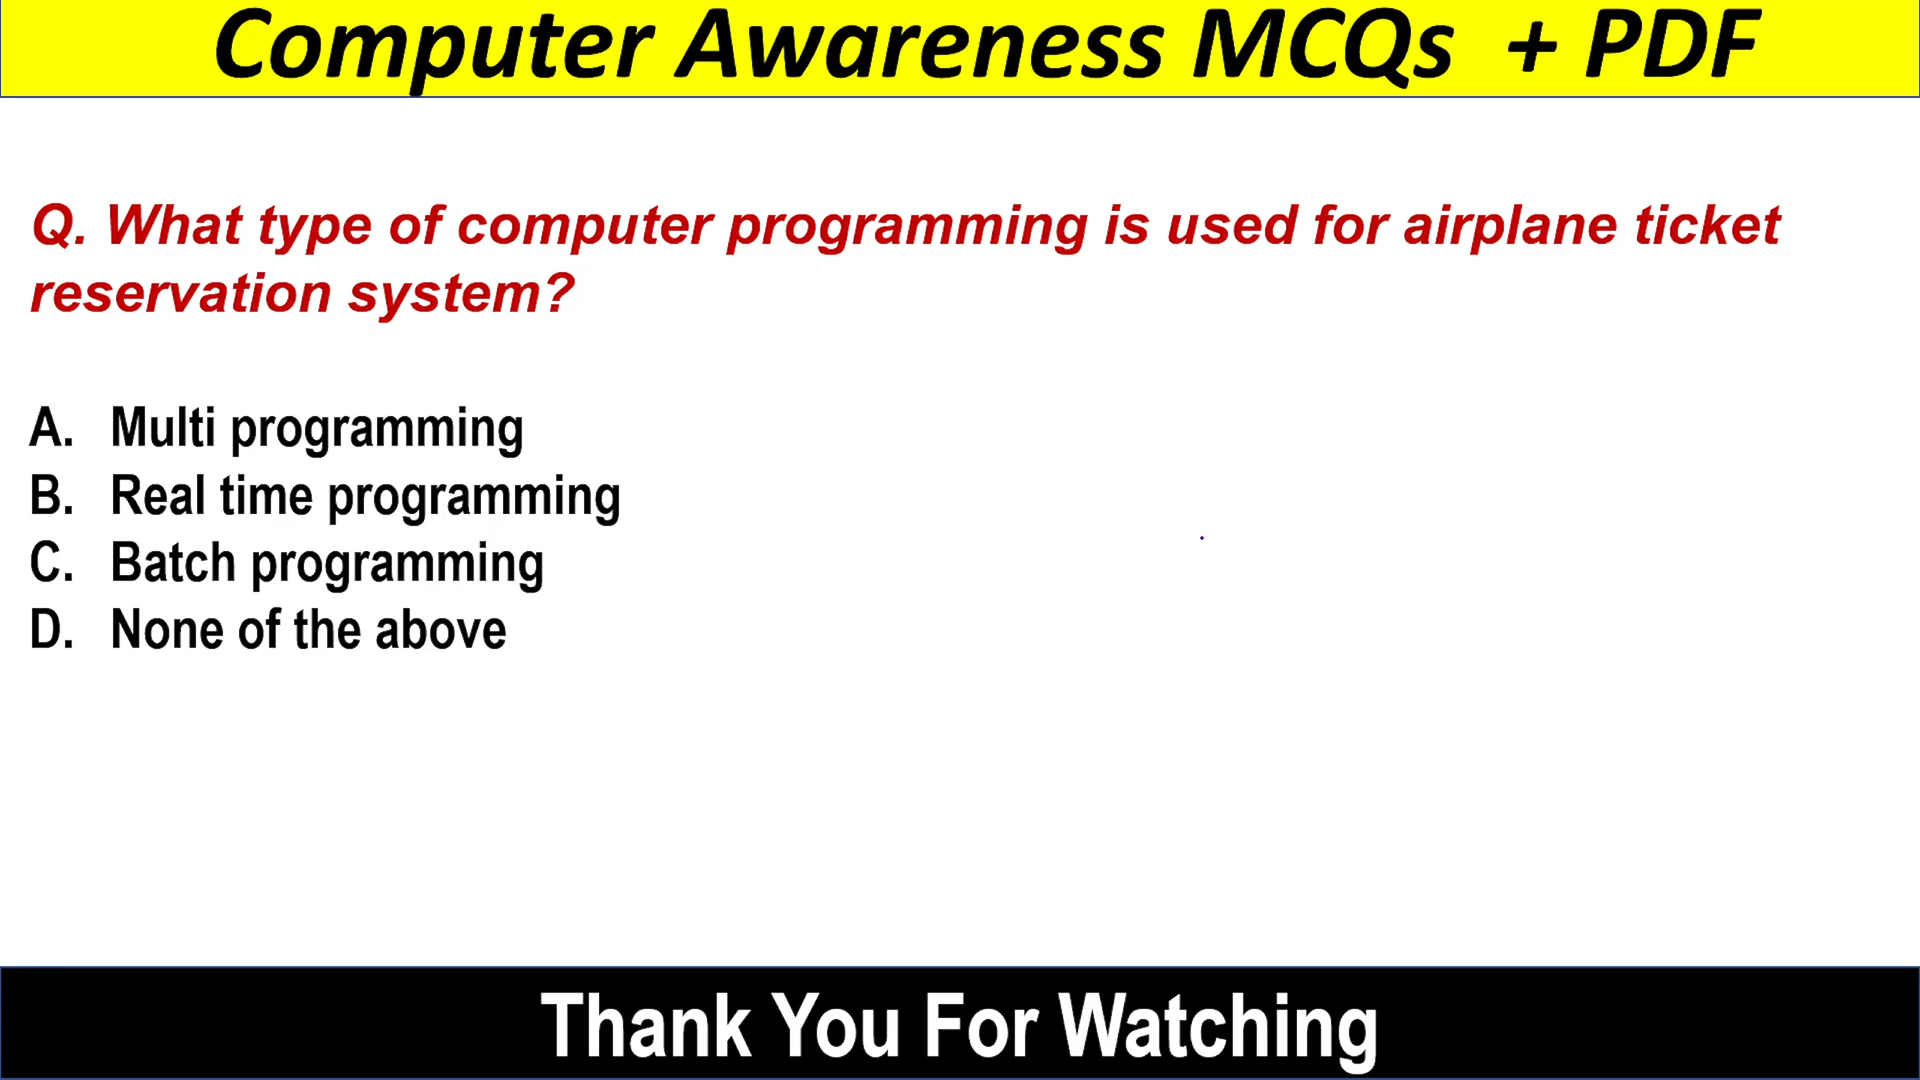 Computer Awareness MCQs + PDF
Q. What type of computer programming is used for airplane ticket
reservation system?
A. Multi programming
B. Real time programming
C. Batch programming
D. None of the above
Thank You For Watching